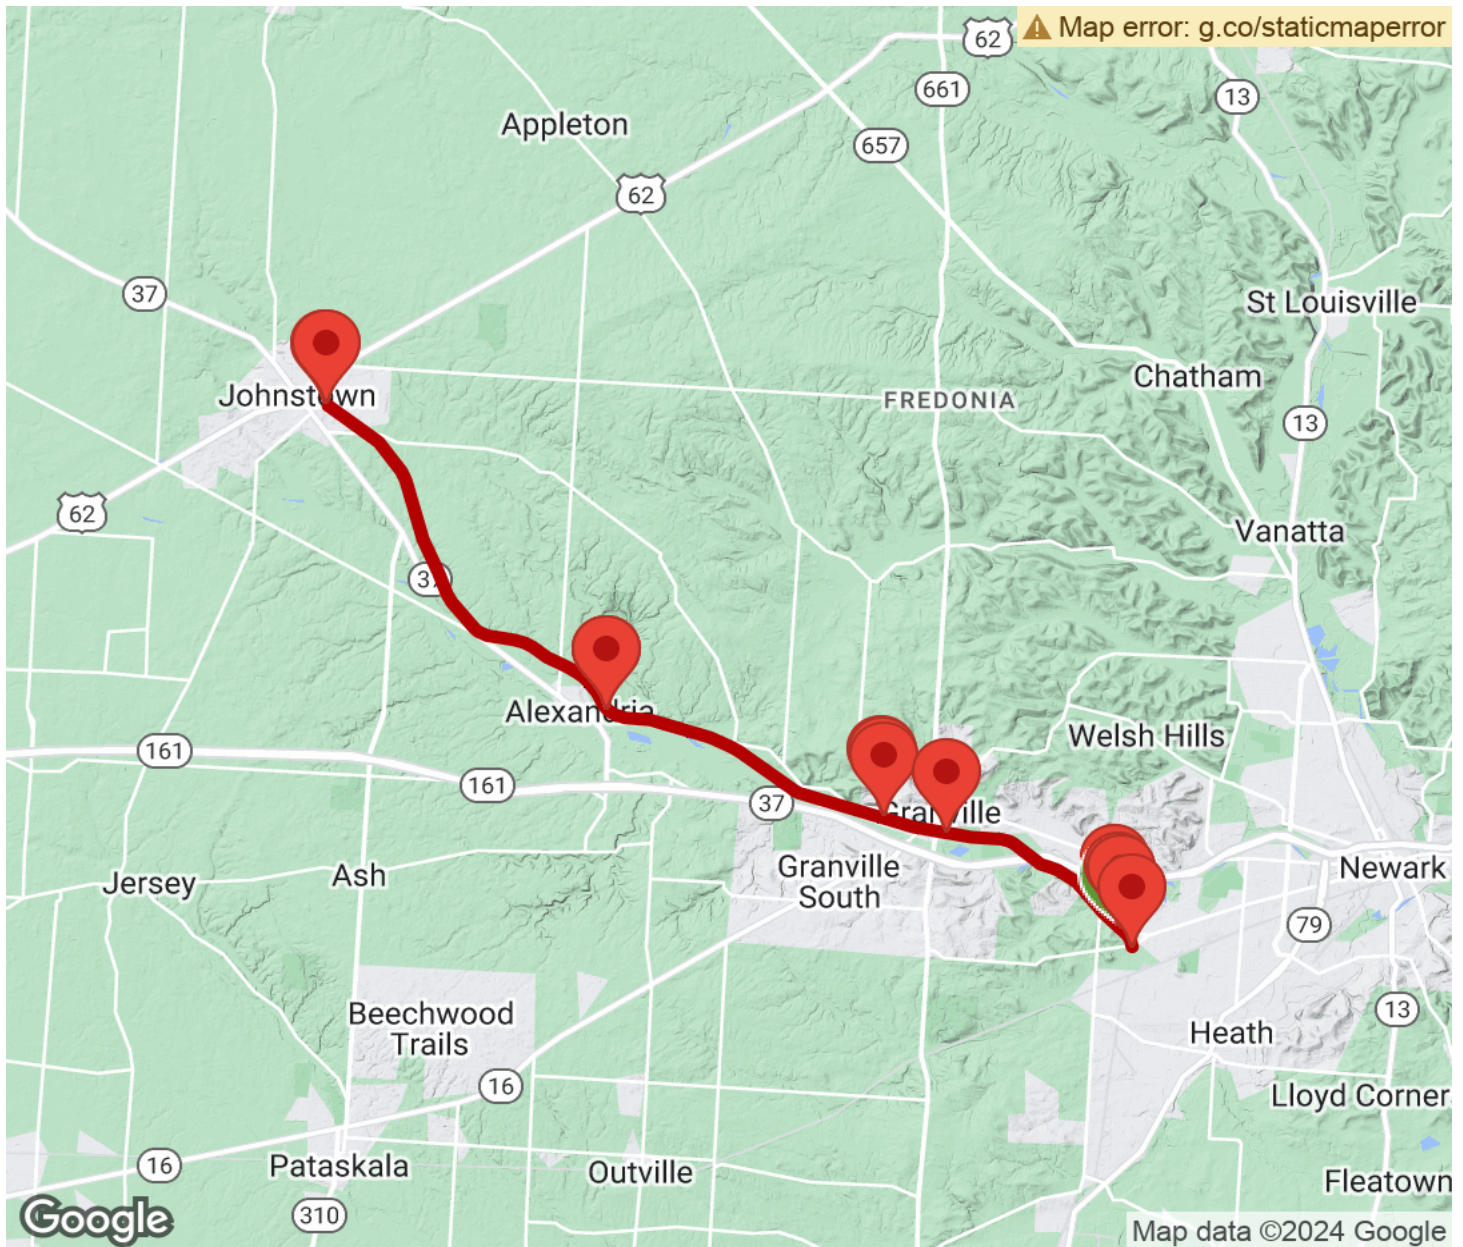 Map error: g.co/staticmaperror
62
661
13
Appleton
657
62
37
St Louisville
Chatham
Johnstown
FREDONIA
13
62
Vanatta
37
Alexandria
Welsh Hills
161
161
37
Granville
Granville
South
Newark
Ash
Jersey
79
Beechwood
Trails
13
Heath
16
Lloyd Corner
16
Pataskala
Outville
Fleatown
310
Google
Map data ©2024 Google